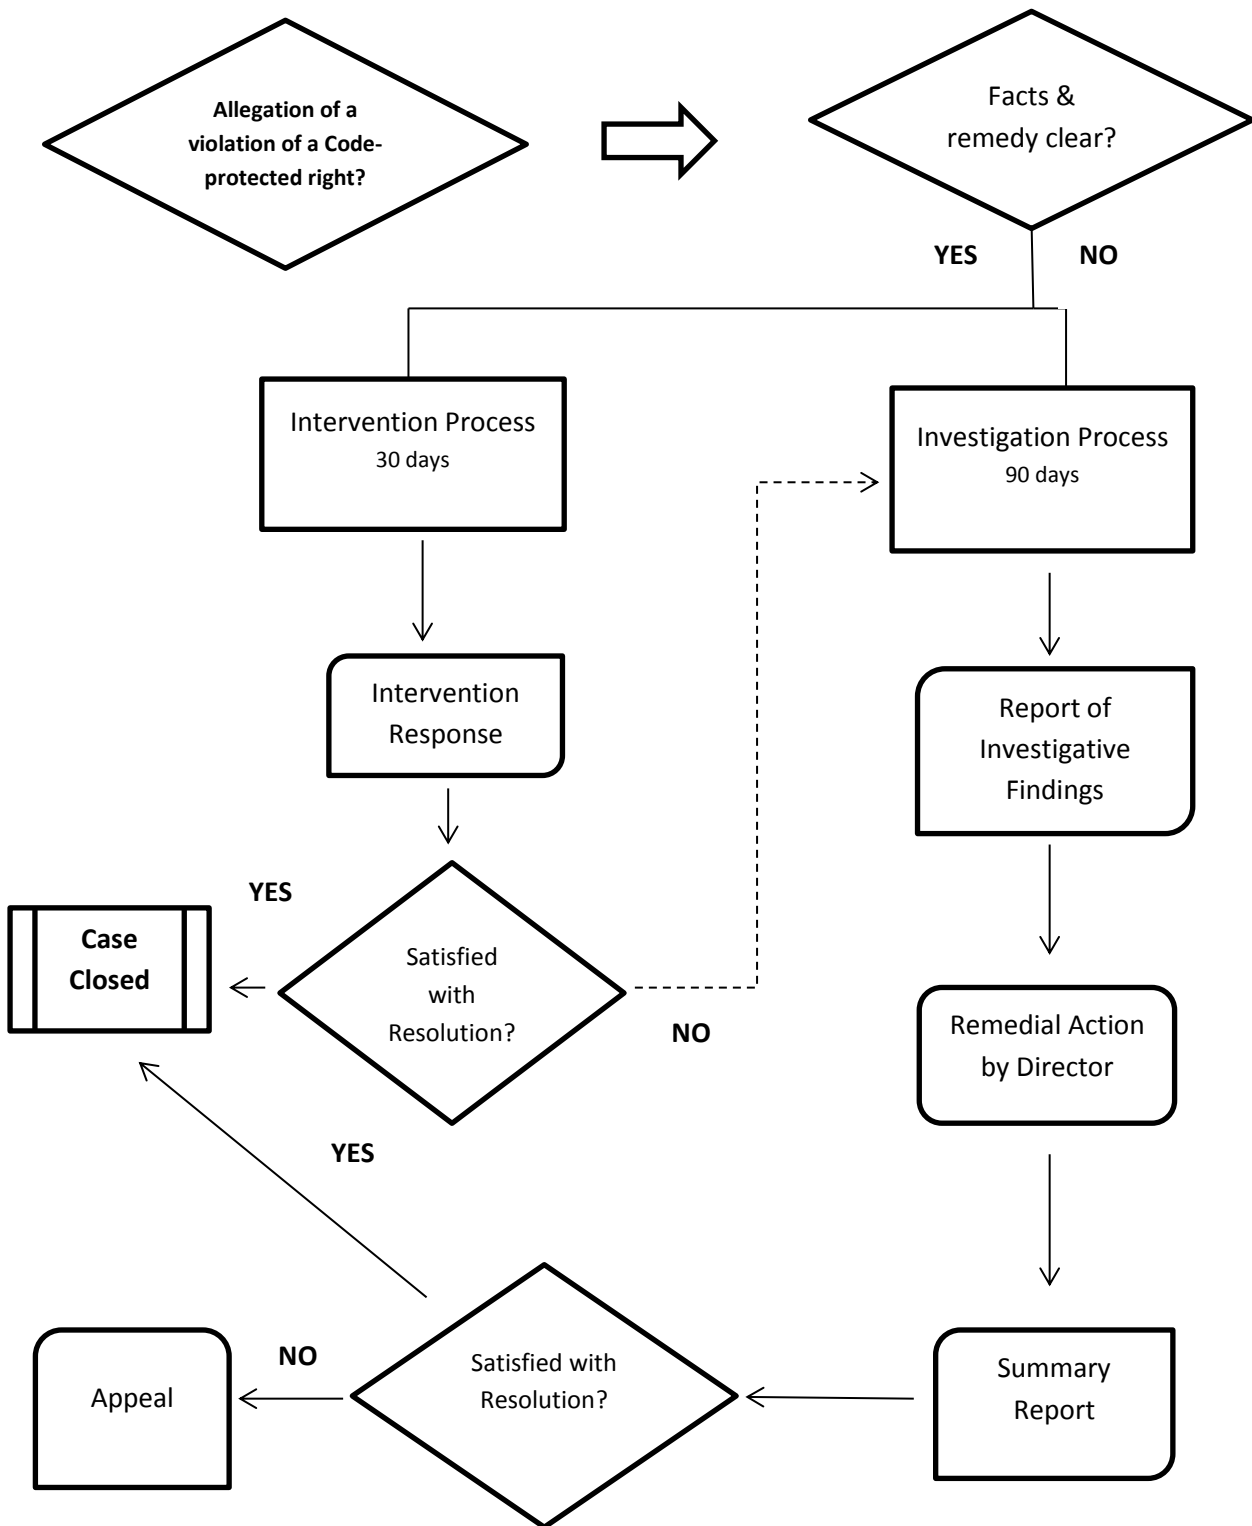 Allegation of a
violation of a Code-
protected right?
Facts &
remedy clear?
YES
NO
Intervention Process
30 days
Investigation Process
90 days
Intervention
Response
Report of
Investigative
Findings
YES
Case
Closed
Satisfied
with
Resolution?
NO
Remedial Action
by Director
YES
Appeal
NO
Satisfied with
Resolution?
Summary
Report